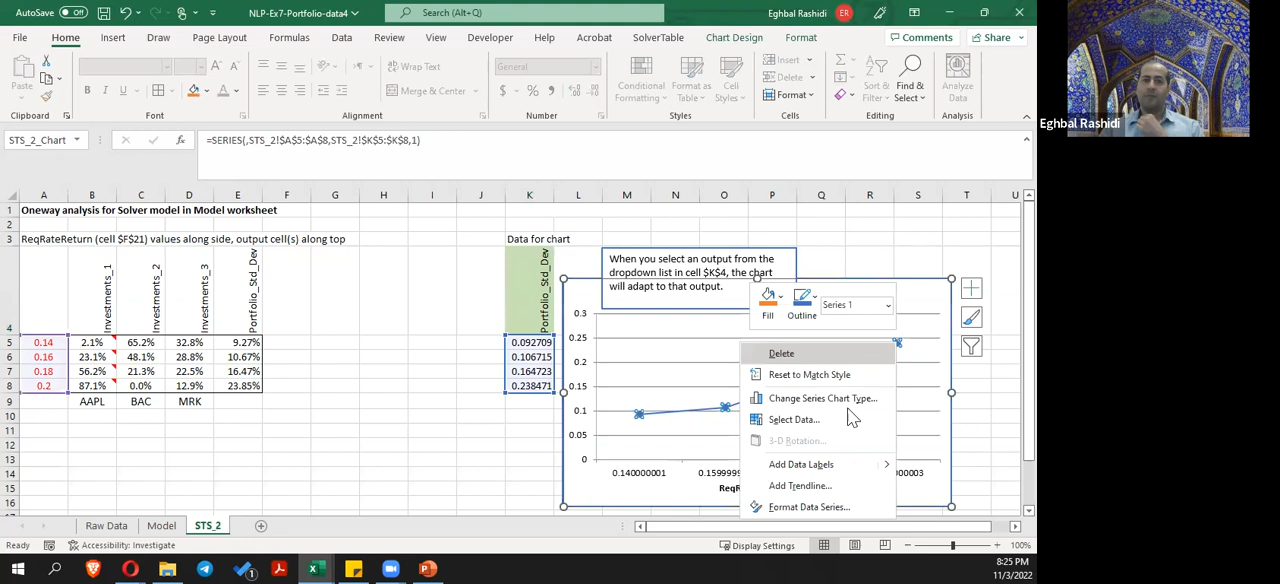 AutoSave Off NLP-Ex7-Portfolio-data4 Search (Alt+Q) Eghbal Rashidi ER
File Home Insert Draw Page Layout Formulas Data Review View Developer Help Acrobat SolverTable Chart Design Format Comments Share
Paste B I U Wrap Text Merge & Center General $ % Conditional Formatting Format as Table Cell Styles Insert Delete Format Sort & Filter Find & Select Analyze Data
Clipboard Font Alignment Number Styles Cells Editing Analysis
Eghbal Rashidi
STS_2_Chart fx =SERIES(,STS_2!$A$5:$A$8,STS_2!$K$5:$K$8,1)
A B C D E F G H I J K L M N O P Q R S T U
1 Oneway analysis for Solver model in Model worksheet
2
3 ReqRateReturn (cell $F$21) values along side, output cell(s) along top Data for chart
4 Investments_1 Investments_2 Investments_3 Portfolio_Std_Dev Portfolio_Std_Dev
5 0.14 2.1% 65.2% 32.8% 9.27% 0.092709
6 0.16 23.1% 48.1% 28.8% 10.67% 0.106715
7 0.18 56.2% 21.3% 22.5% 16.47% 0.164723
8 0.2 87.1% 0.0% 12.9% 23.85% 0.238471
9 AAPL BAC MRK
10
11
12
13
14
15
16
When you select an output from the
dropdown list in cell $K$4, the chart
will adapt to that output.
0.3
0.25
0.2
0.15
0.1
0.05
0
0.140000001 0.1599999 000003
ReqR
Fill Outline Series 1
Delete
Reset to Match Style
Change Series Chart Type...
Select Data...
3-D Rotation...
Add Data Labels
Add Trendline...
Format Data Series...
Raw Data Model STS_2
Ready Accessibility: Investigate Display Settings 100%
1
8:25 PM
11/3/2022